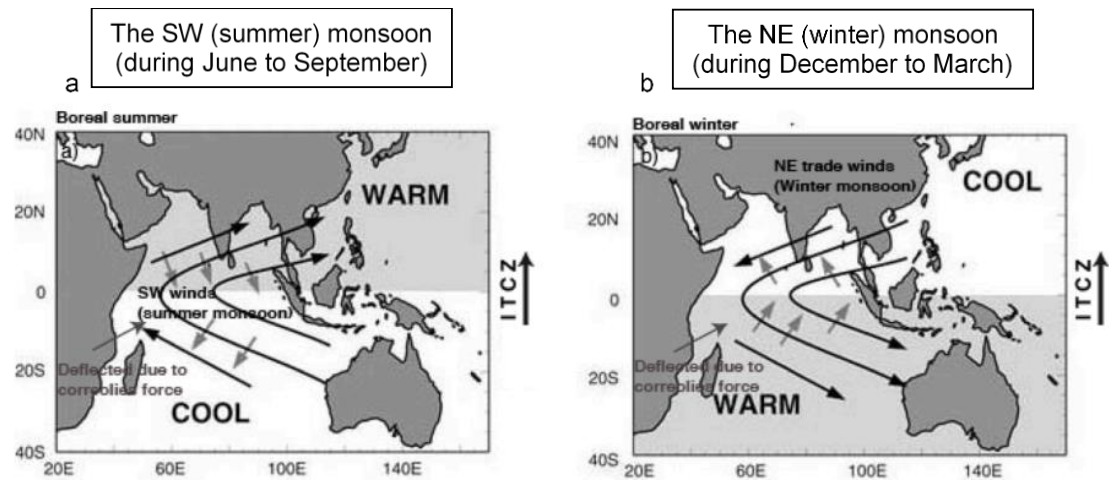 The SW (summer) monsoon
(during June to September)
a
Boreal summer
a)
40N
20N
0
20S
40S
20E
60E
100E
140E
WARM
SW winds
(summer monsoon)
Deflected due to
correolies force
COOL
ITCZ
The NE (winter) monsoon
(during December to March)
b
Boreal winter
b)
40N
20N
0
20S
40S
20E
60E
100E
140E
NE trade winds
(Winter monsoon)
COOL
Deflected due to
correolies force
WARM
ITCZ